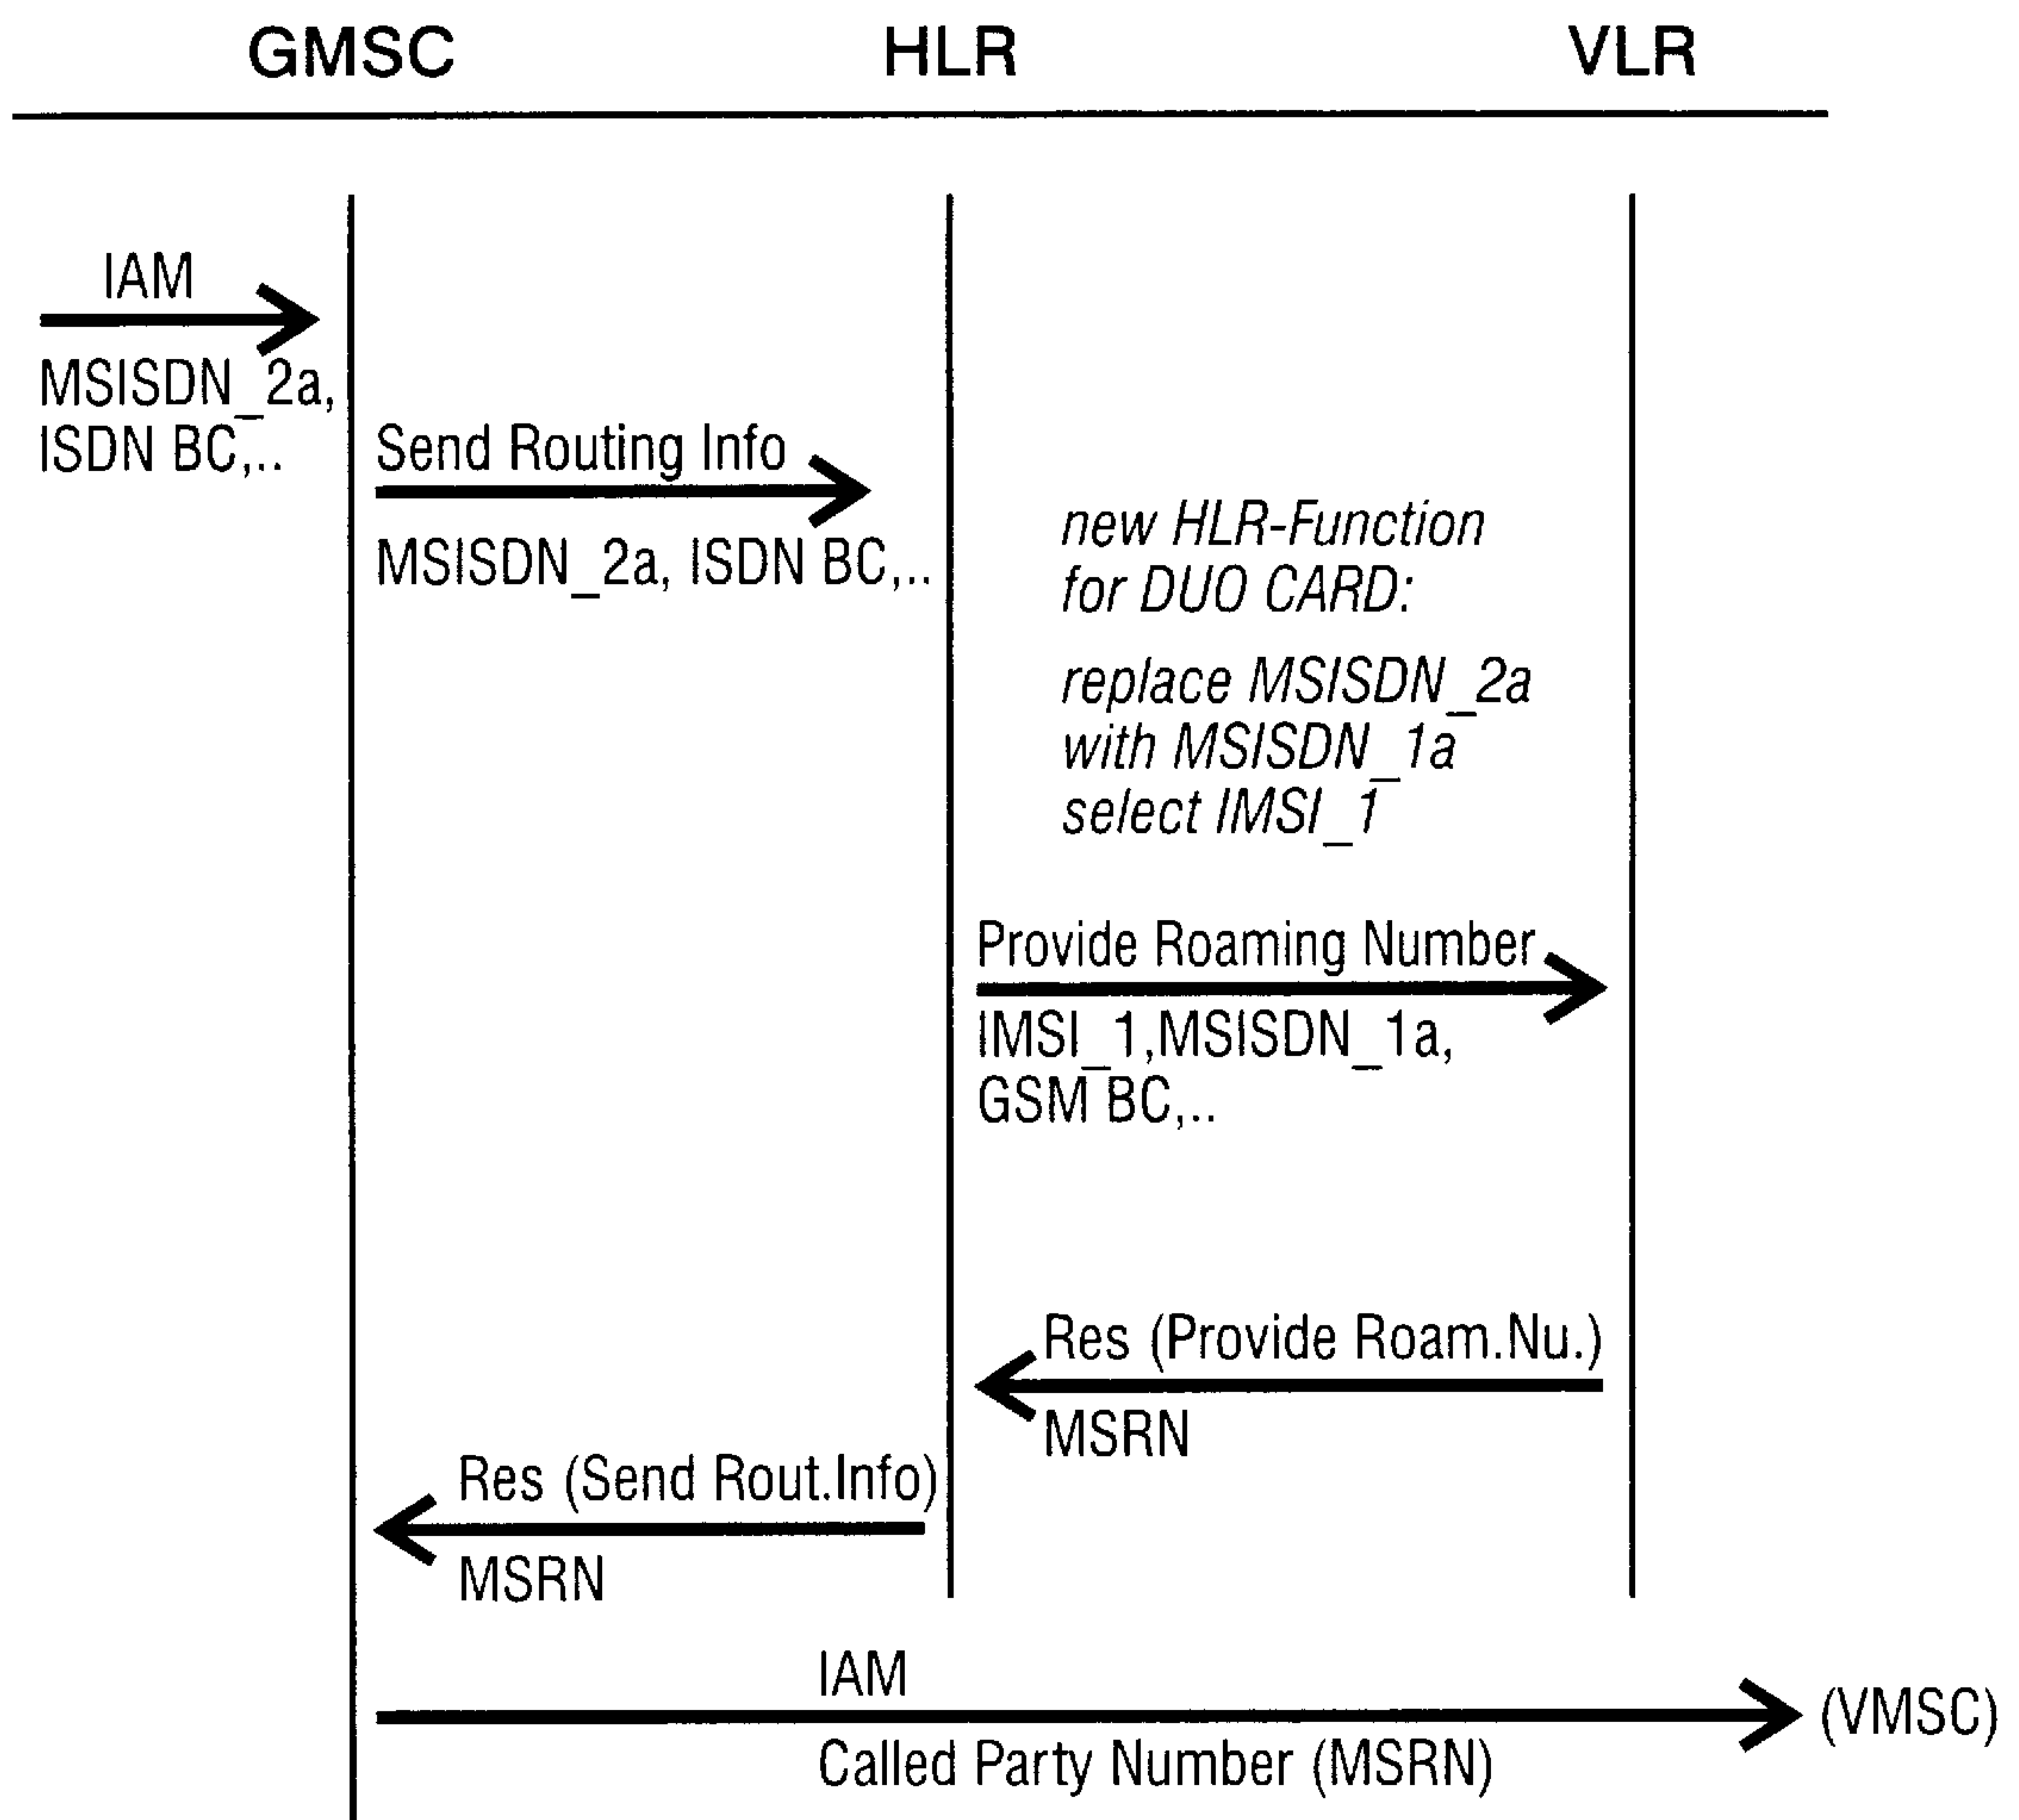 GMSC HLR VLR
IAM
MSISDN_2a,
ISDN BC,..
Send Routing Info
MSISDN_2a, ISDN BC,..
new HLR-Function
for DUO CARD:
replace MSISDN_2a
with MSISDN_1a
select IMSI_1
Provide Roaming Number
IMSI_1,MSISDN_1a,
GSM BC,..
Res (Provide Roam.Nu.)
MSRN
Res (Send Rout.Info)
MSRN
IAM
(VMSC)
Called Party Number (MSRN)